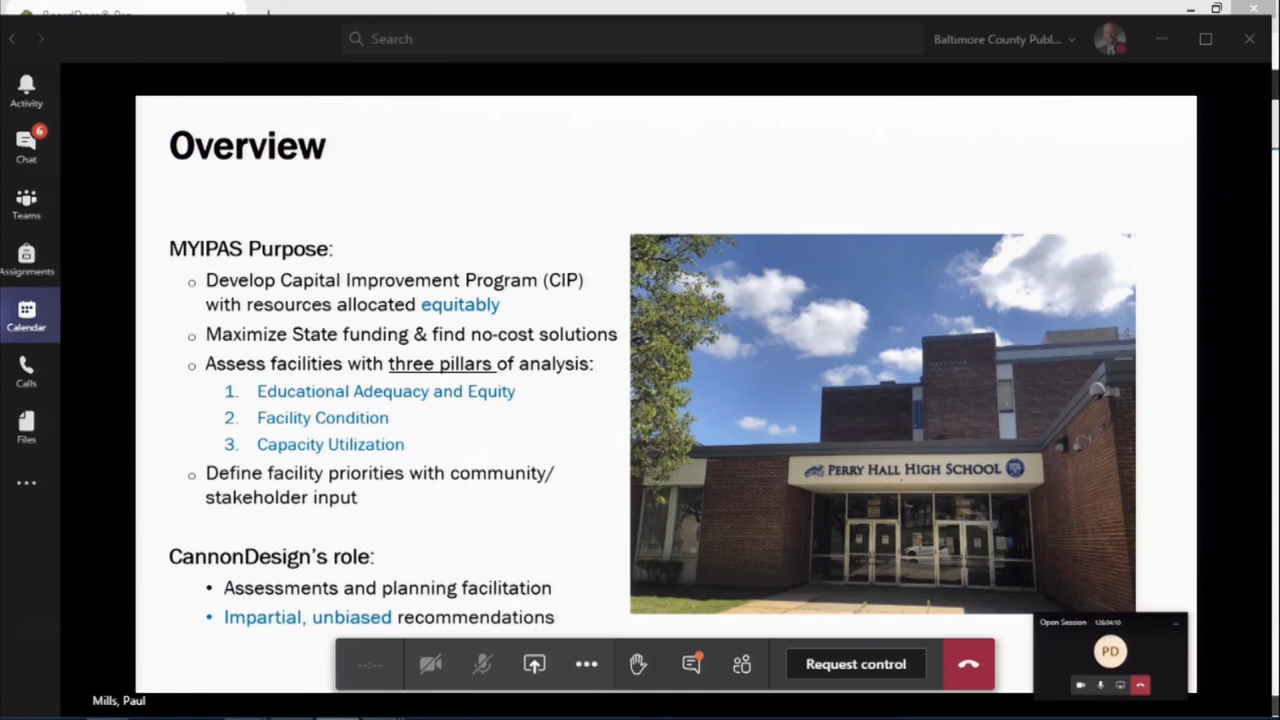 BoardDocs® Pro
Search
Baltimore County Publ...
Activity
6
Chat
Teams
Assignments
Calendar
Calls
Files
Overview
MYIPAS Purpose:
Develop Capital Improvement Program (CIP)
with resources allocated equitably
Maximize State funding & find no-cost solutions
Assess facilities with three pillars of analysis:
1. Educational Adequacy and Equity
2. Facility Condition
3. Capacity Utilization
Define facility priorities with community/
stakeholder input
CannonDesign's role:
Assessments and planning facilitation
Impartial, unbiased recommendations
PERRY HALL HIGH SCHOOL
--:--
Request control
Open Session
PD
Mills, Paul